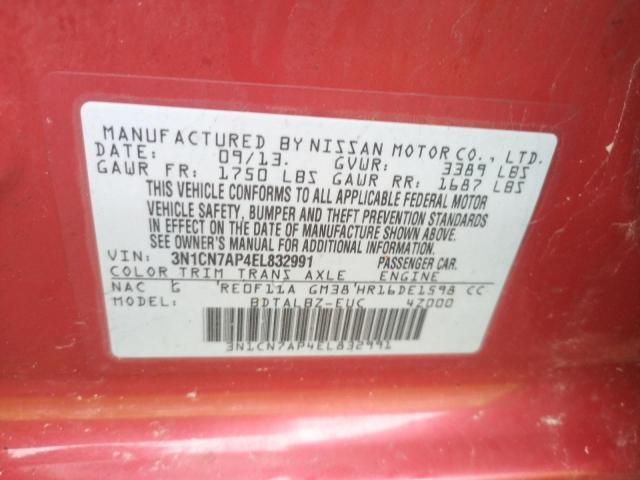 MANUFACTURED BY NISSAN MOTOR CO., LTD.
DATE: 09/13. GVWR: 3389 LBS
GAWR FR: 1750 LBS GAWR RR: 1687 LBS
THIS VEHICLE CONFORMS TO ALL APPLICABLE FEDERAL MOTOR
VEHICLE SAFETY, BUMPER AND THEFT PREVENTION STANDARDS
IN EFFECT ON THE DATE OF MANUFACTURE SHOWN ABOVE.
SEE OWNER'S MANUAL FOR ADDITIONAL INFORMATION.
VIN: 3N1CN7AP4EL832991 PASSENGER CAR.
COLOR TRIM TRANS AXLE ENGINE
NAC G RE0F11A GM38 HR16DE1598 CC
MODEL: BDTALBZ-EUC 4Z000
3N1CN7AP4EL832991